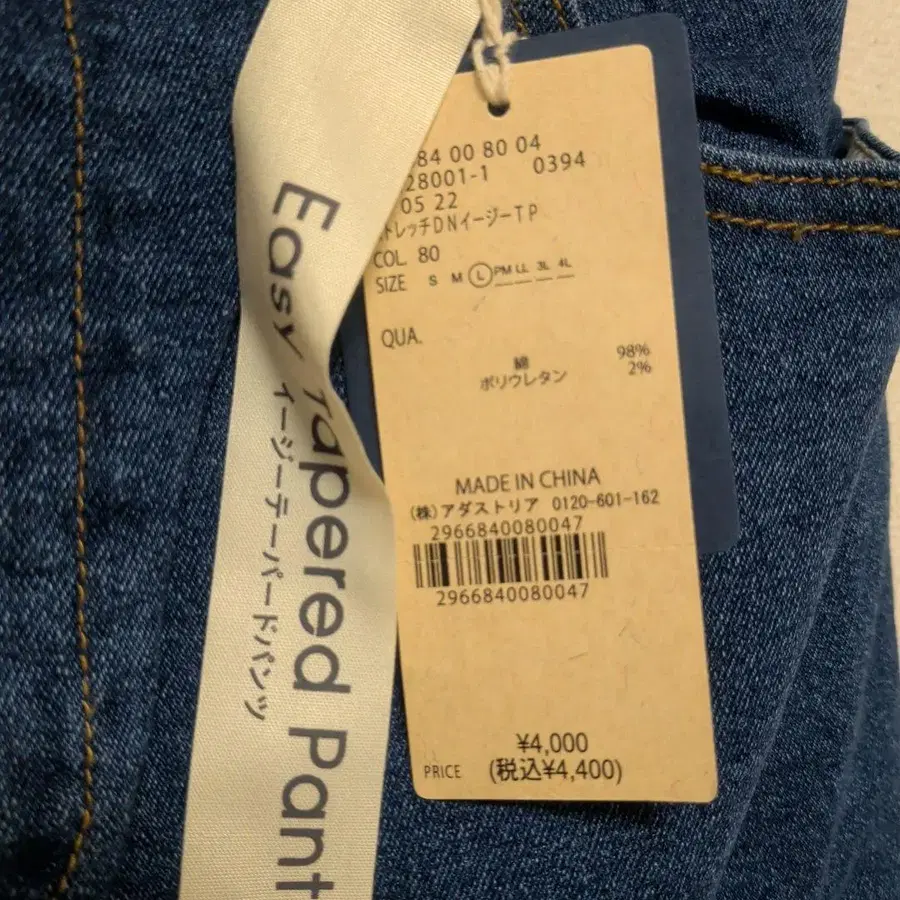 84 00 80 04
28001-1 0394
05 22
トレッチDNイージーTP
COL. 80
SIZE S M L PM LL 3L 4L
QUA.
綿 98%
ポリウレタン 2%
MADE IN CHINA
(株)アダストリア 0120-601-162
2966840080047
2966840080047
¥4,000
PRICE (税込¥4,400)
Easy Tapered Pant
イージーテーパードパンツ